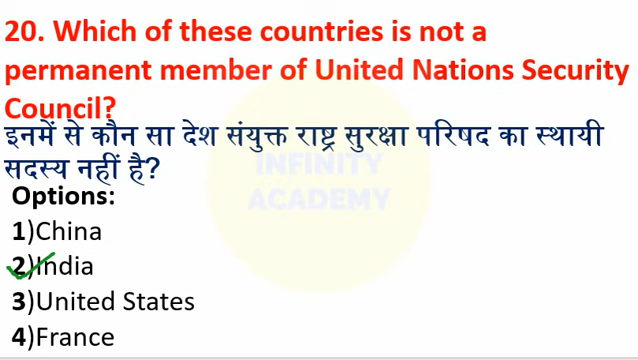 20. Which of these countries is not a
permanent member of United Nations Security
Council?
इनमें से कौन सा देश संयुक्त राष्ट्र सुरक्षा परिषद का स्थायी
सदस्य नहीं है?
INFINITY
ACADEMY
Options:
1)China
2)India
3)United States
4)France